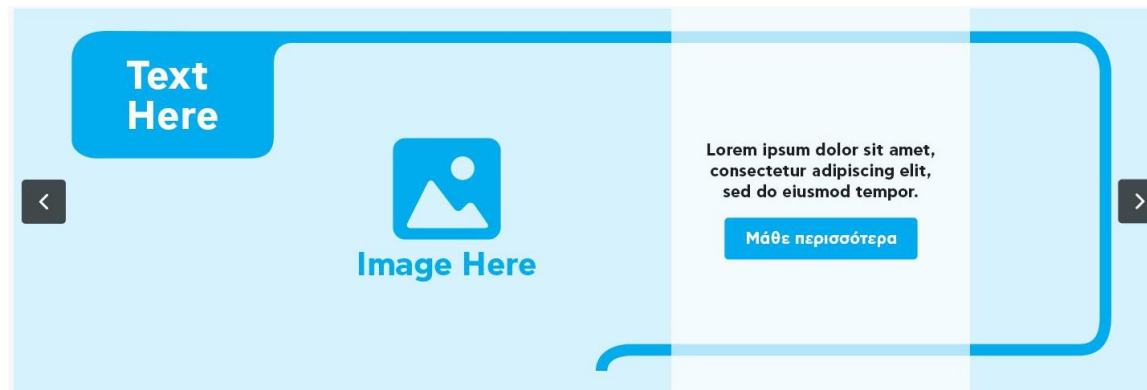 Text
Here
Image Here
Lorem ipsum dolor sit amet,
consectetur adipiscing elit,
sed do eiusmod tempor.
Μάθε περισσότερα